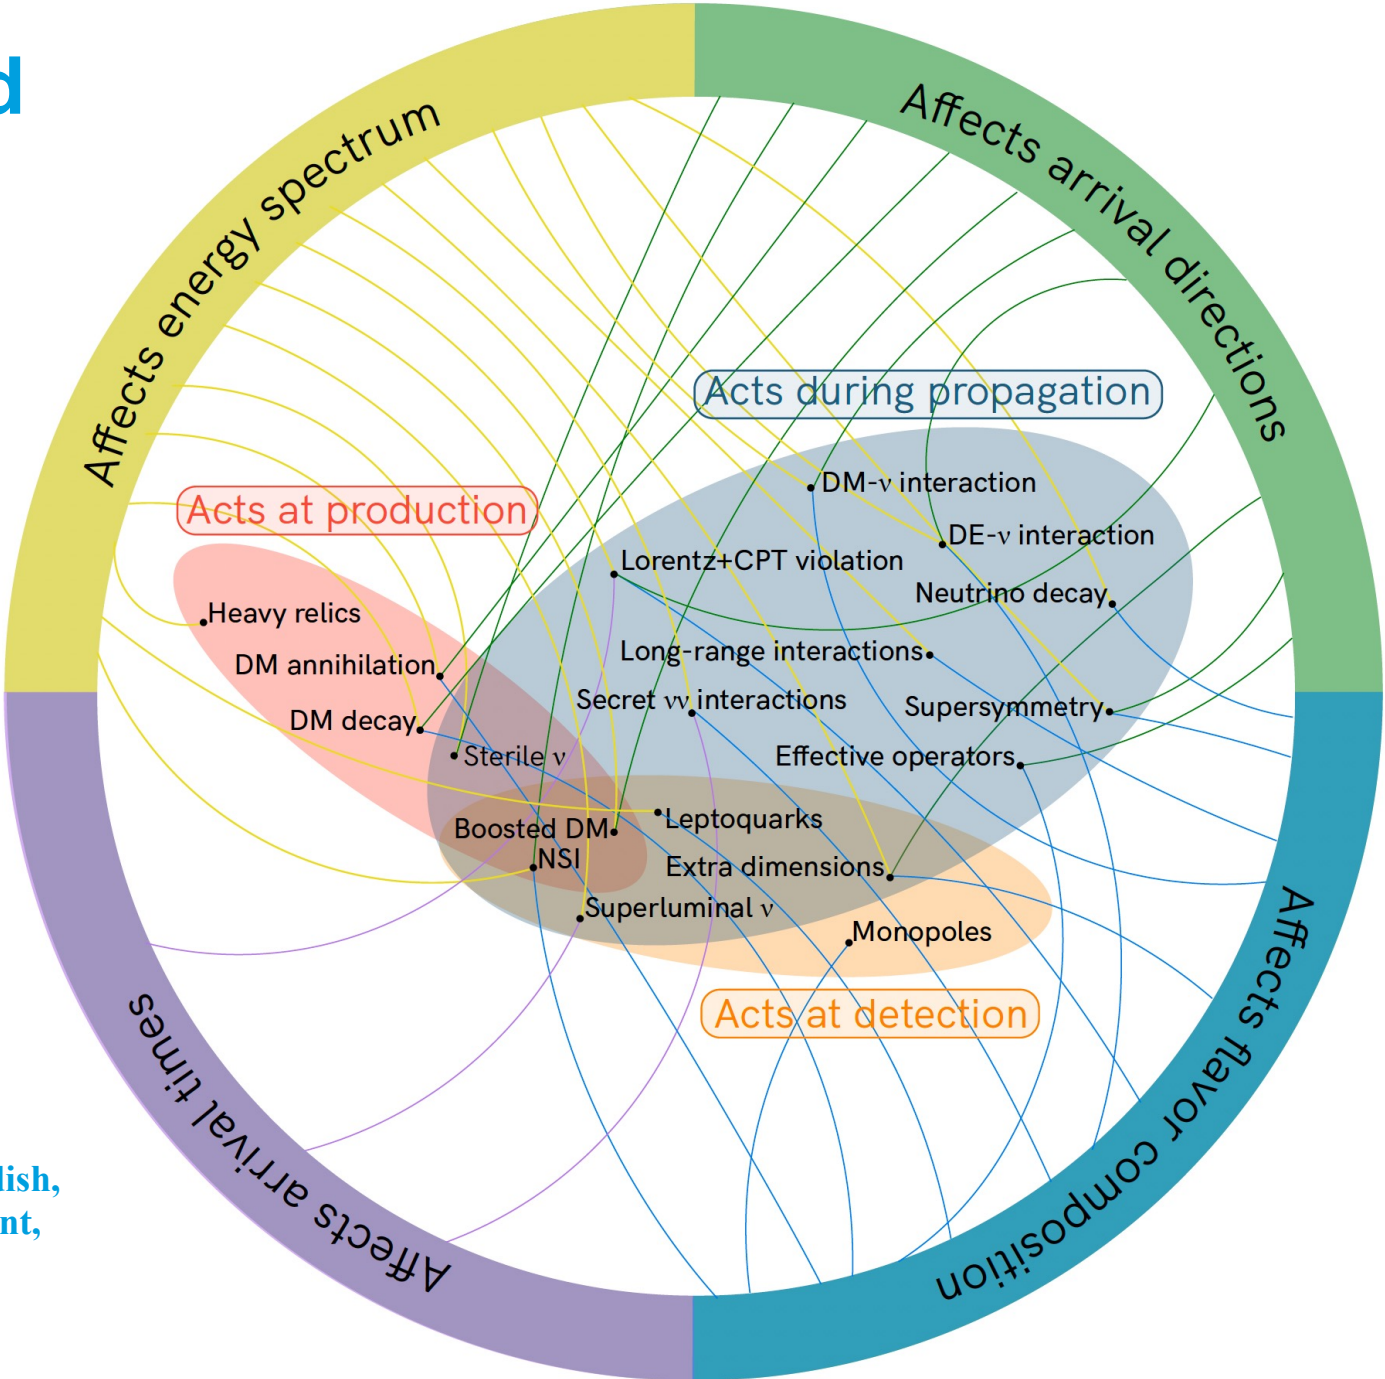 d
Affects energy spectrum
Affects arrival directions
Acts during propagation
DM-ν interaction
Acts at production
DE-ν interaction
Lorentz+CPT violation
Neutrino decay
Heavy relics
Long-range interactions
DM annihilation
Secret νν interactions
Supersymmetry
DM decay
Sterile ν
Effective operators
Leptoquarks
Boosted DM
NSI
Extra dimensions
Superluminal ν
Monopoles
Acts at detection
Affects arrival times
Affects flavor composition
lish,
nt,